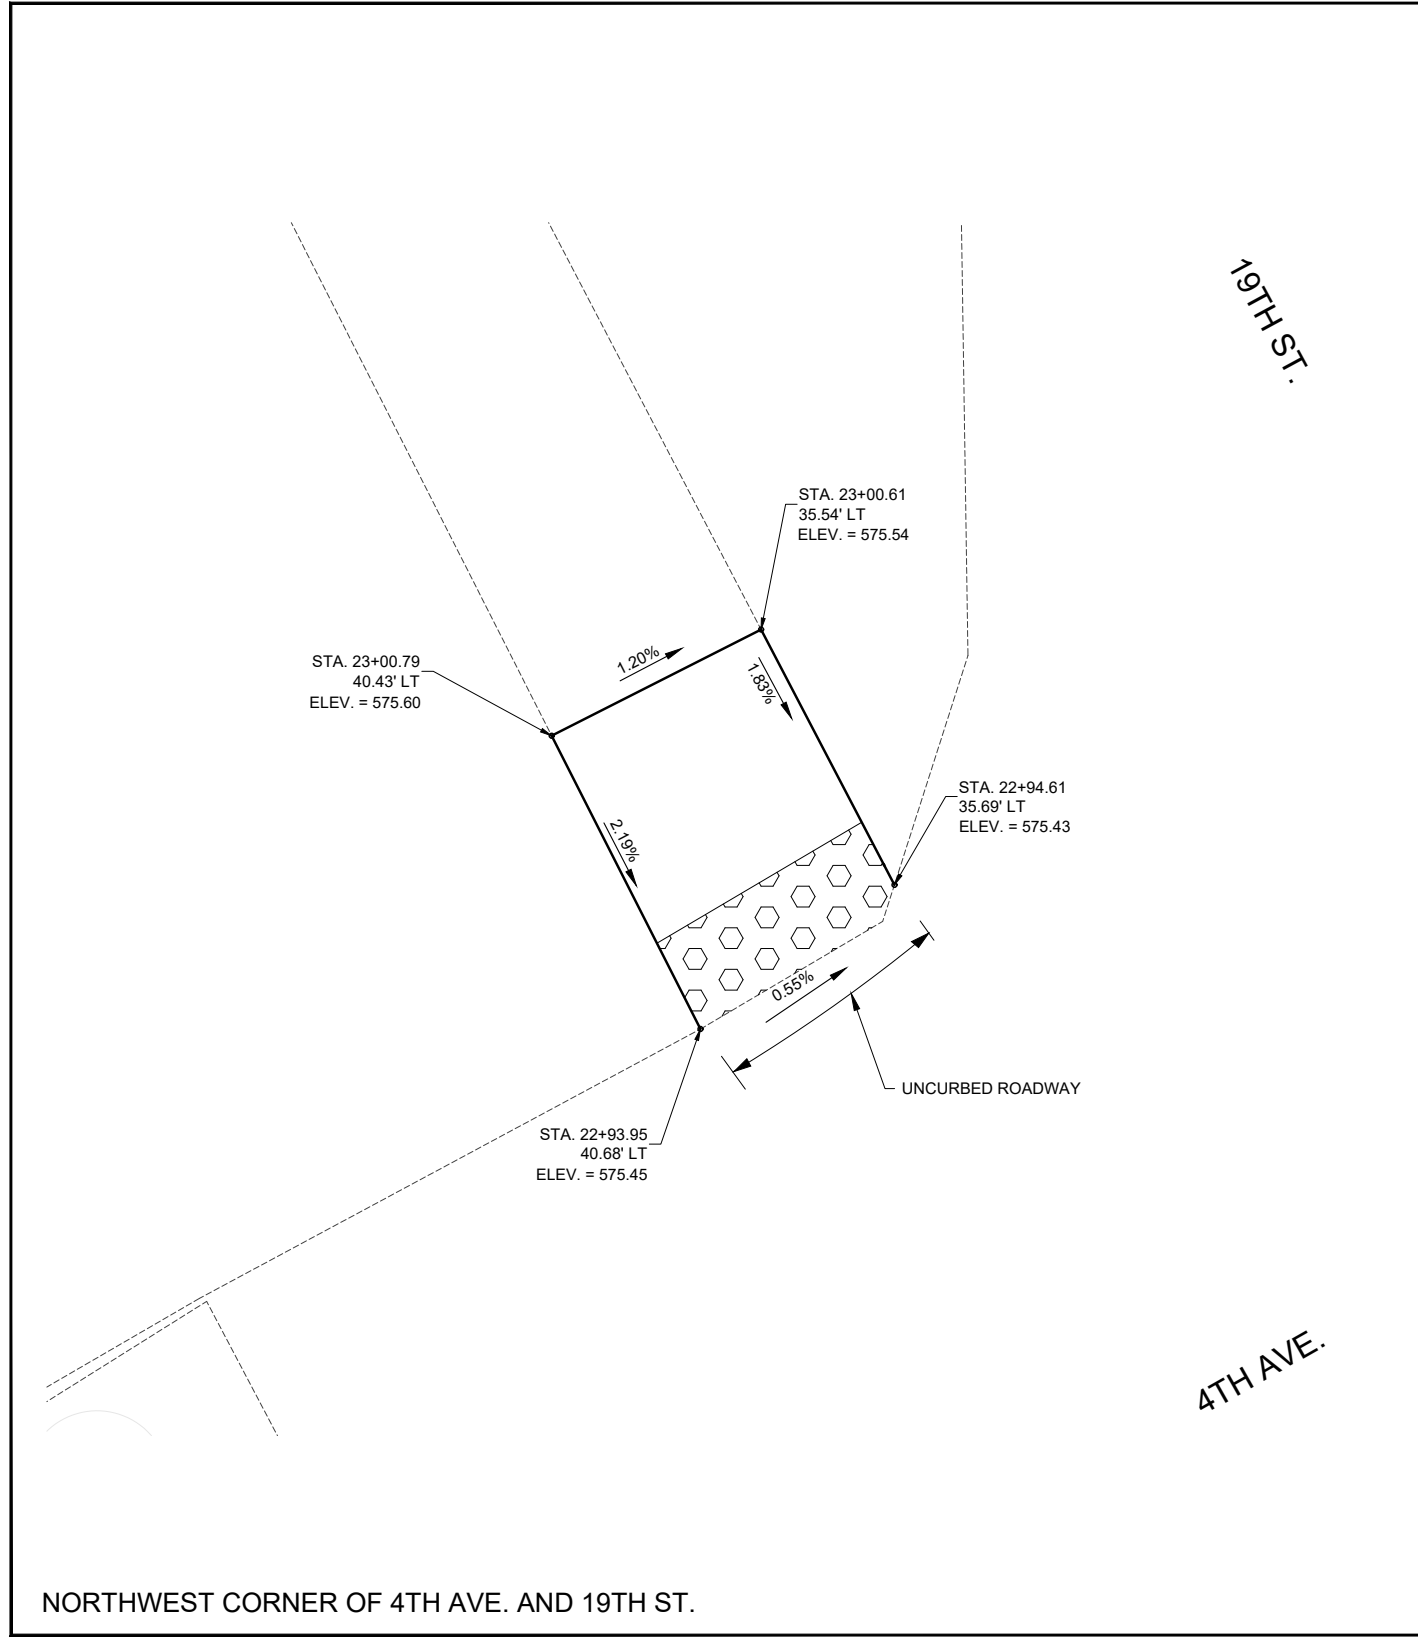 19TH ST.
STA. 23+00.61
35.54' LT
ELEV. = 575.54
1.20%
STA. 23+00.79
40.43' LT
ELEV. = 575.60
1.83%
STA. 22+94.61
35.69' LT
ELEV. = 575.43
2.19%
0.55%
UNCURBED ROADWAY
STA. 22+93.95
40.68' LT
ELEV. = 575.45
4TH AVE.
NORTHWEST CORNER OF 4TH AVE. AND 19TH ST.